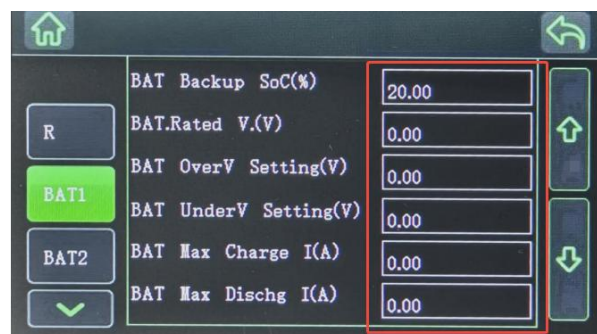 BAT Backup SoC(%) 20.00
BAT.Rated V.(V) 0.00
R
BAT OverV Setting(V) 0.00
BAT1
BAT UnderV Setting(V) 0.00
BAT2
BAT Max Charge I(A) 0.00
BAT Max Dischg I(A) 0.00